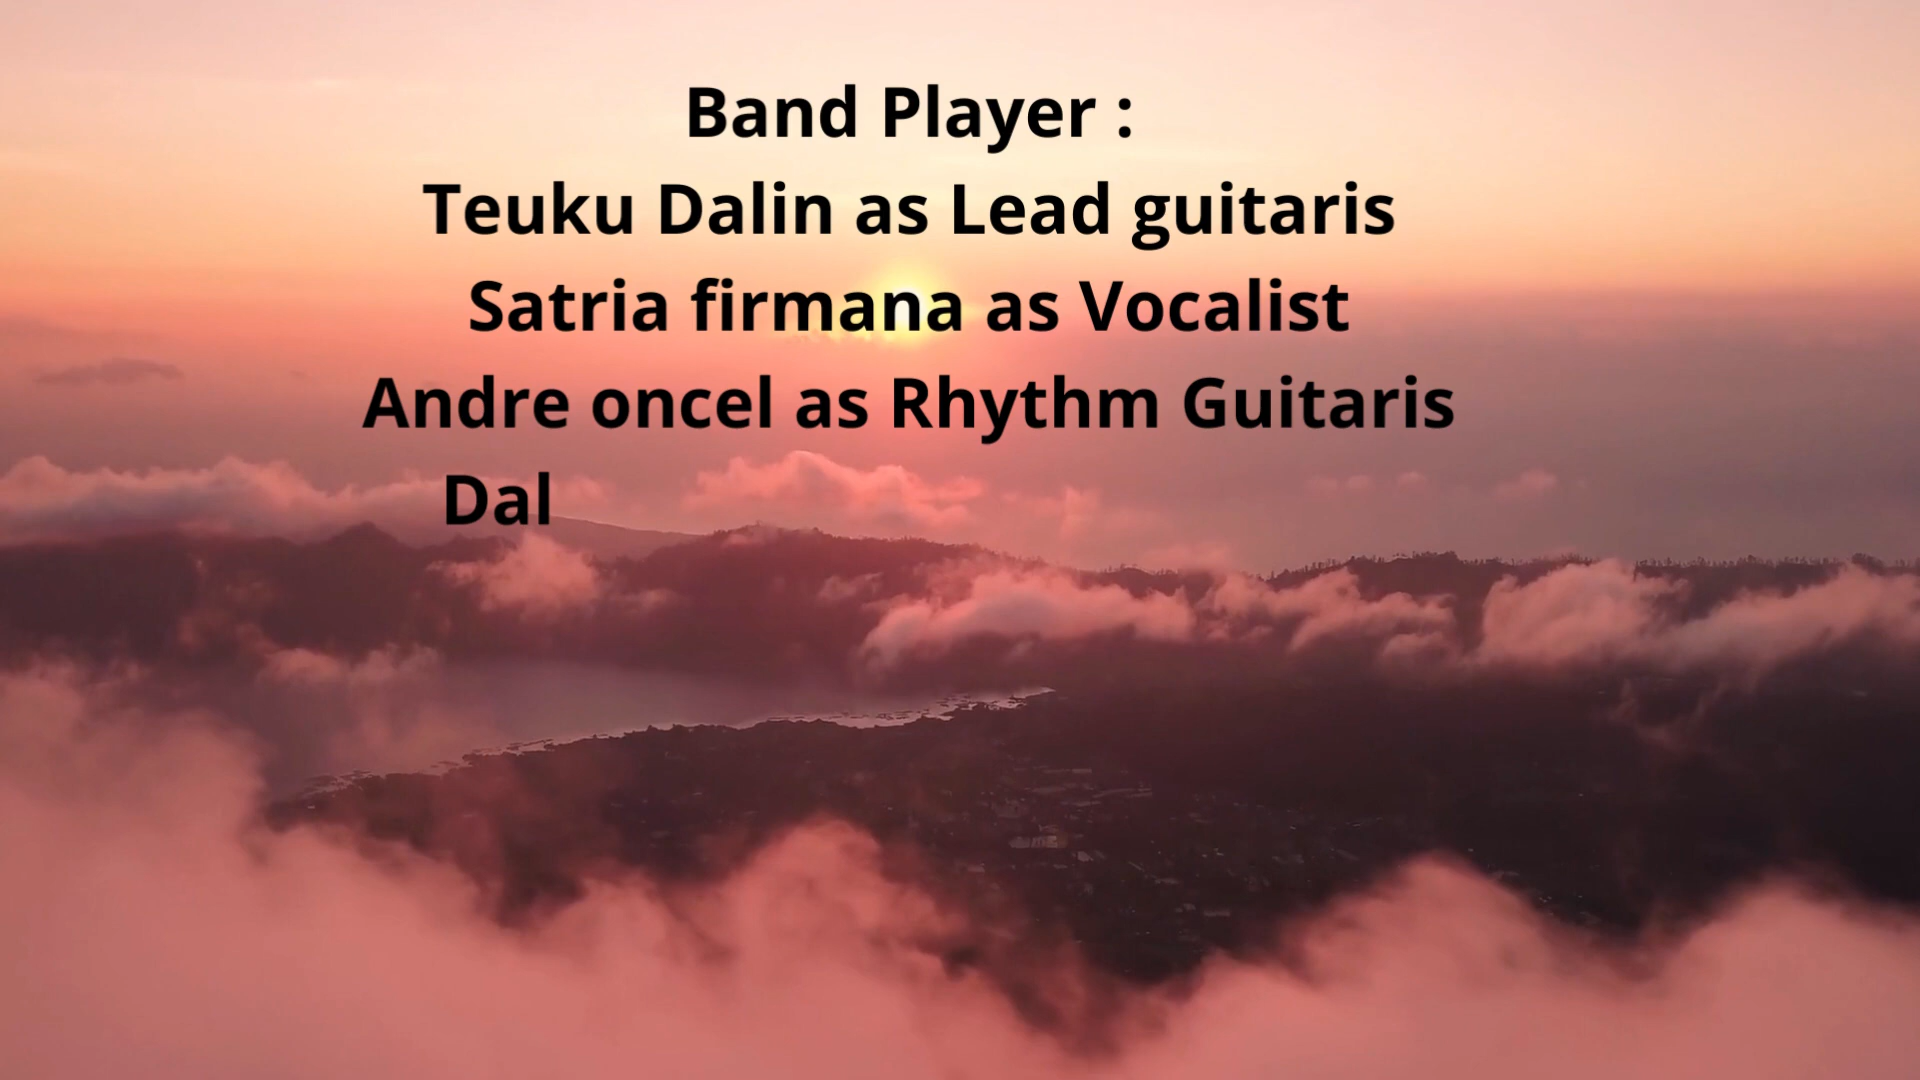 Band Player :
Teuku Dalin as Lead guitaris
Satria firmana as Vocalist
Andre oncel as Rhythm Guitaris
Dal